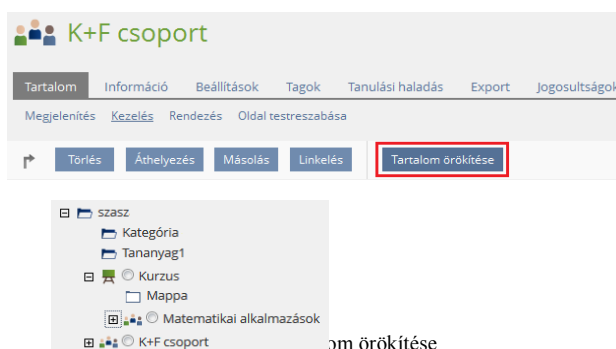 K+F csoport
Tartalom Információ Beállítások Tagok Tanulási haladás Export Jogosultságok
Megjelenítés Kezelés Rendezés Oldal testreszabása
Törlés Áthelyezés Másolás Linkelés Tartalom örökítése
szasz
Kategória
Tananyag1
Kurzus
Mappa
Matematikai alkalmazások
K+F csoport
örökítése